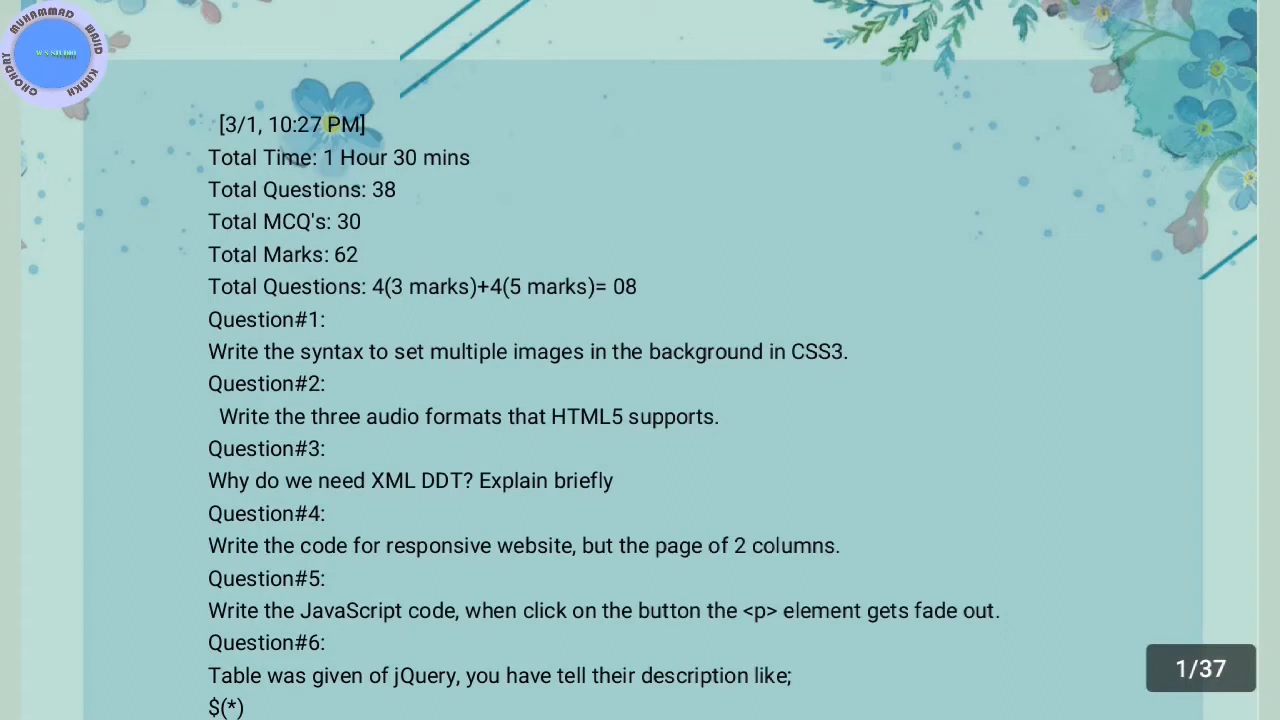 MUHAMMAD WAJID KHAKH CHOHDRY
W S STUDIO
[3/1, 10:27 PM]
Total Time: 1 Hour 30 mins
Total Questions: 38
Total MCQ's: 30
Total Marks: 62
Total Questions: 4(3 marks)+4(5 marks)= 08
Question#1:
Write the syntax to set multiple images in the background in CSS3.
Question#2:
Write the three audio formats that HTML5 supports.
Question#3:
Why do we need XML DDT? Explain briefly
Question#4:
Write the code for responsive website, but the page of 2 columns.
Question#5:
Write the JavaScript code, when click on the button the <p> element gets fade out.
Question#6:
Table was given of jQuery, you have tell their description like;
$(*)
1/37